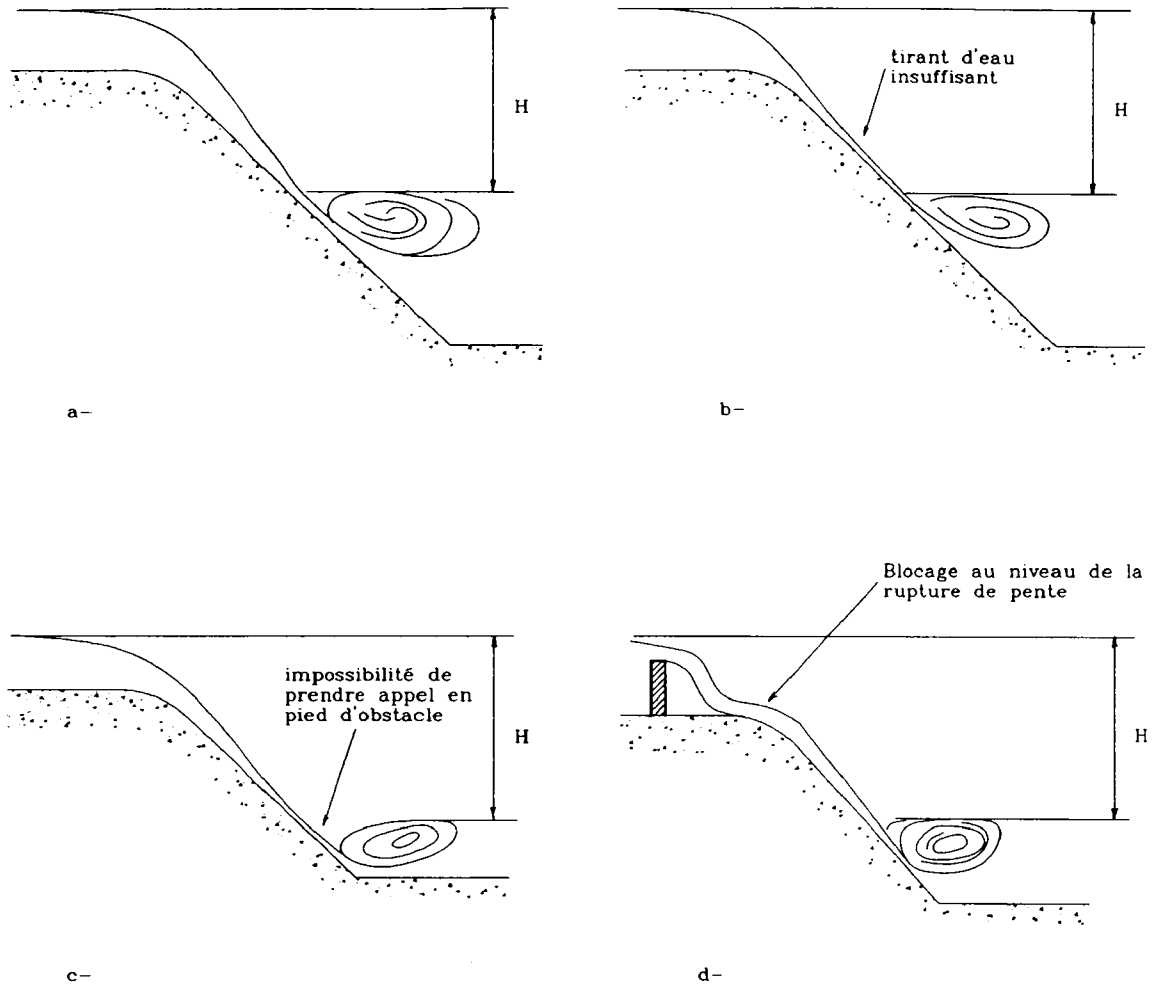 H
a-
tirant d'eau
insuffisant
H
b-
impossibilité de
prendre appel en
pied d'obstacle
H
c-
Blocage au niveau de la
rupture de pente
H
d-